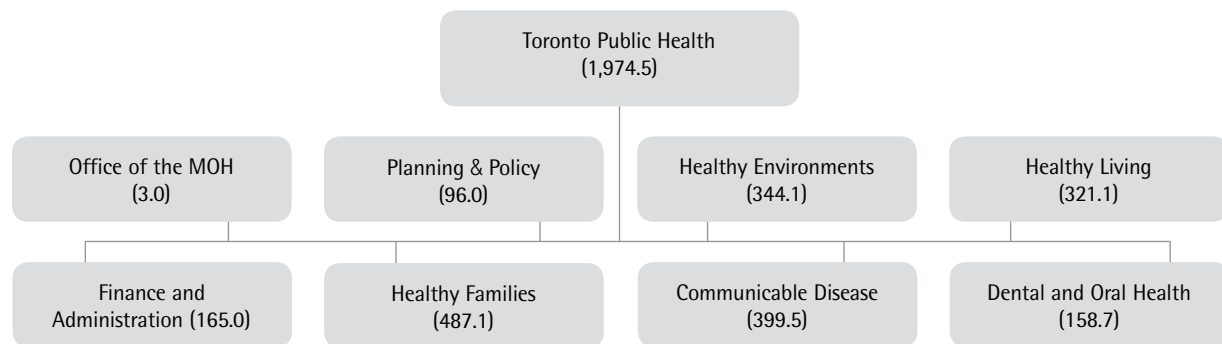 Toronto Public Health
(1,974.5)
Office of the MOH
(3.0)
Planning & Policy
(96.0)
Healthy Environments
(344.1)
Healthy Living
(321.1)
Finance and
Administration (165.0)
Healthy Families
(487.1)
Communicable Disease
(399.5)
Dental and Oral Health
(158.7)